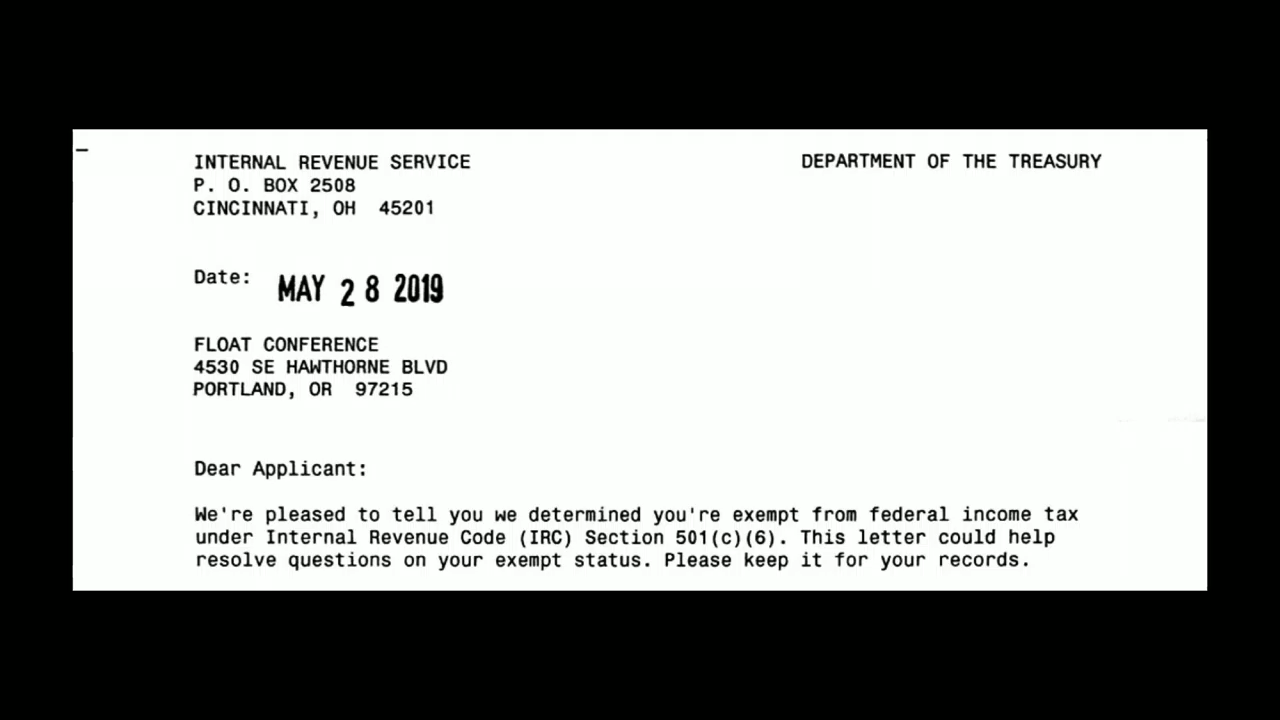 INTERNAL REVENUE SERVICE
P. O. BOX 2508
CINCINNATI, OH  45201
DEPARTMENT OF THE TREASURY
Date:  MAY 28 2019
FLOAT CONFERENCE
4530 SE HAWTHORNE BLVD
PORTLAND, OR  97215
Dear Applicant:
We're pleased to tell you we determined you're exempt from federal income tax
under Internal Revenue Code (IRC) Section 501(c)(6). This letter could help
resolve questions on your exempt status. Please keep it for your records.